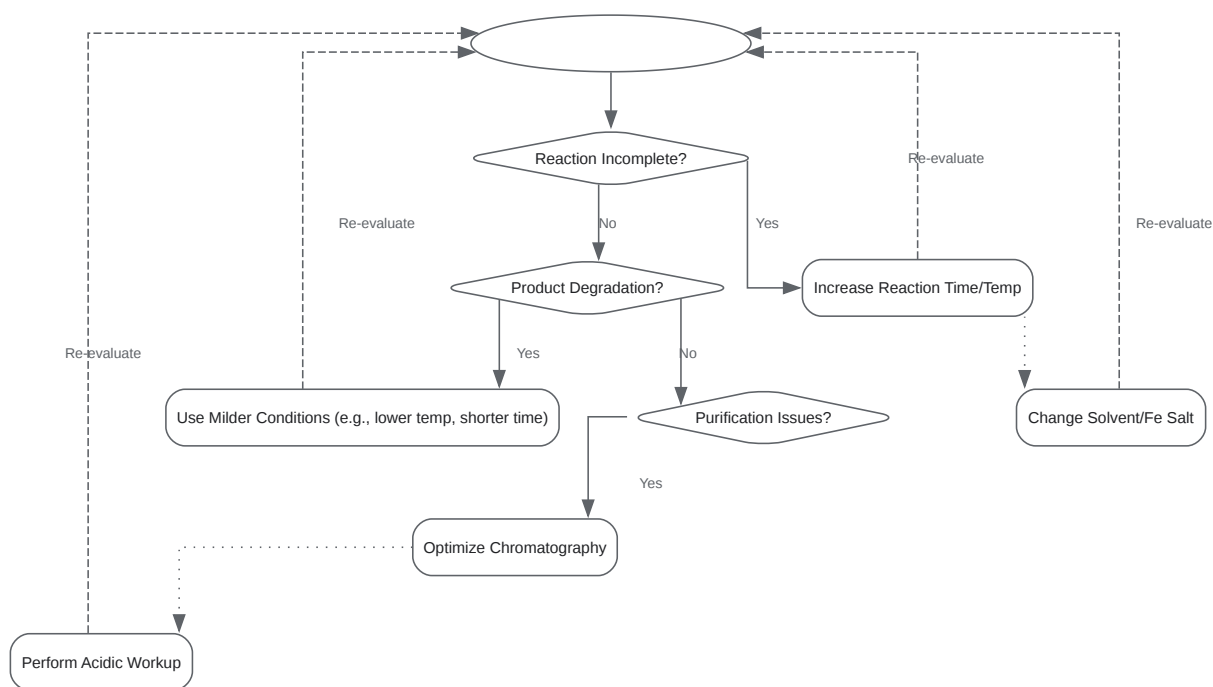 Reaction Incomplete?
Re-evaluate
Re-evaluate
No
Yes
Re-evaluate
Product Degradation?
Increase Reaction Time/Temp
Re-evaluate
Yes
No
Use Milder Conditions (e.g., lower temp, shorter time)
Purification Issues?
Change Solvent/Fe Salt
Yes
Optimize Chromatography
Perform Acidic Workup